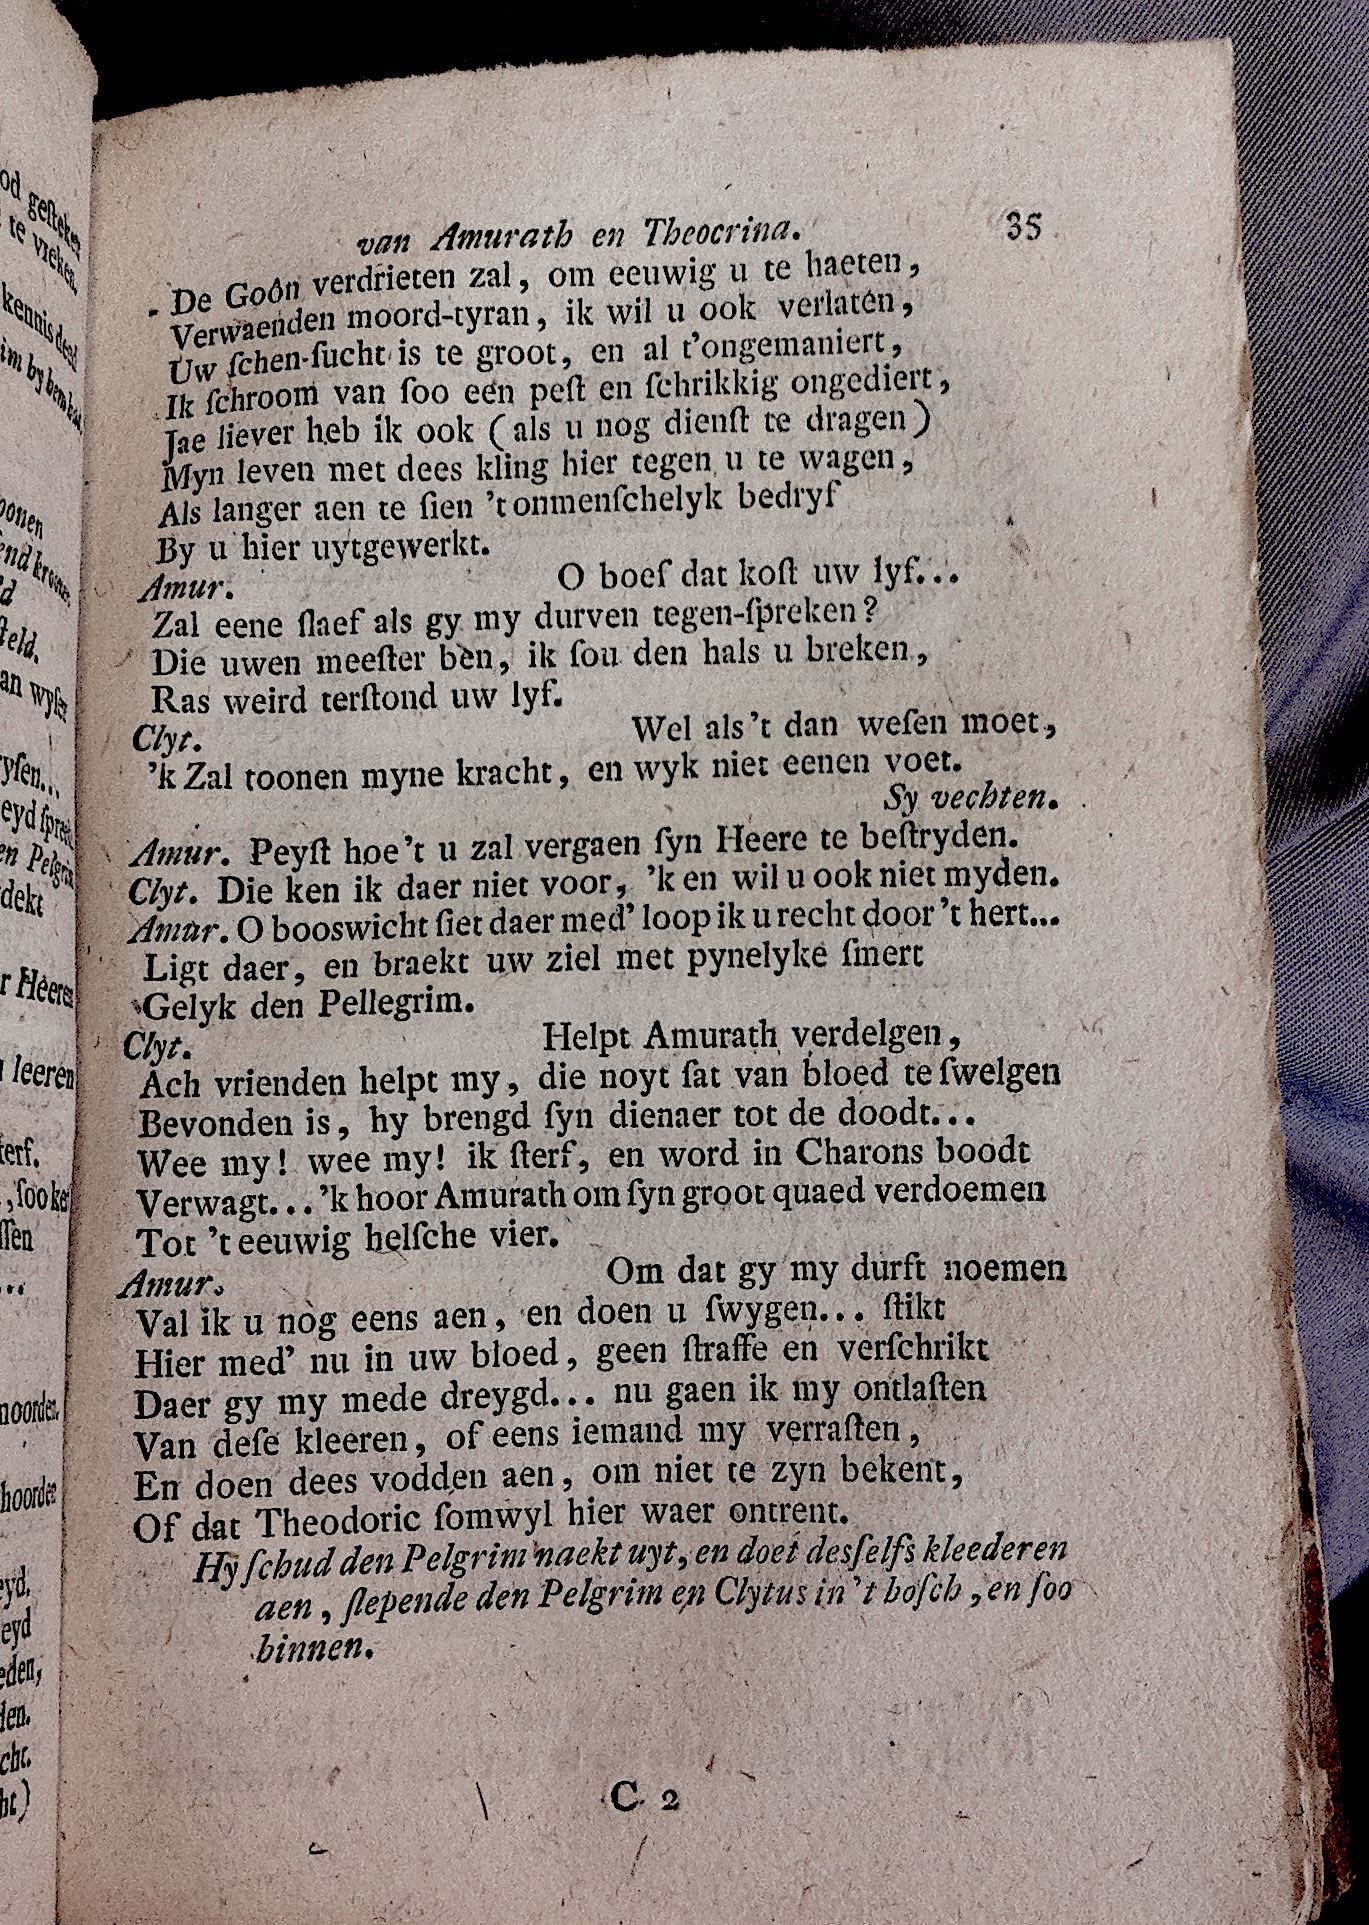 van Amurath en Theocrina. 35
De Goôn verdrieten zal, om eeuwig u te haeten,
Verwaenden moord-tyran, ik wil u ook verlaten,
Uw ſchen-ſucht is te groot, en al t'ongemaniert,
Ik ſchroom van ſoo een peſt en ſchrikkig ongediert,
Jae liever heb ik ook (als u nog dienſt te dragen)
Myn leven met dees kling hier tegen u te wagen,
Als langer aen te ſien 't onmenſchelyk bedryf
By u hier uytgewerkt.
Amur. O boef dat koſt uw lyf...
Zal eene ſlaef als gy my durven tegen-ſpreken?
Die uwen meeſter ben, ik ſou den hals u breken,
Ras weird terſtond uw lyf.
Clyt. Wel als 't dan weſen moet,
'k Zal toonen myne kracht, en wyk niet eenen voet.
Sy vechten.
Amur. Peyſt hoe 't u zal vergaen ſyn Heere te beſtryden.
Clyt. Die ken ik daer niet voor, 'k en wil u ook niet myden.
Amur. O booswicht ſiet daer med' loop ik u recht door 't hert...
Ligt daer, en braekt uw ziel met pynelyke ſmert
Gelyk den Pellegrim.
Clyt. Helpt Amurath verdelgen,
Ach vrienden helpt my, die noyt ſat van bloed te ſwelgen
Bevonden is, hy brengd ſyn dienaer tot de doodt...
Wee my! wee my! ik ſterf, en word in Charons boodt
Verwagt... 'k hoor Amurath om ſyn groot quaed verdoemen
Tot 't eeuwig helſche vier.
Amur. Om dat gy my durft noemen
Val ik u nog eens aen, en doen u ſwygen... ſtikt
Hier med' nu in uw bloed, geen ſtraffe en verſchrikt
Daer gy my mede dreygd... nu gaen ik my ontlaſten
Van deſe kleeren, of eens iemand my verraſten,
En doen dees vodden aen, om niet te zyn bekent,
Of dat Theodoric ſomwyl hier waer ontrent.
Hy ſchud den Pelgrim naekt uyt, en doet desſelfs kleederen
aen, ſlepende den Pelgrim en Clytus in 't boſch, en ſoo
binnen.
C 2